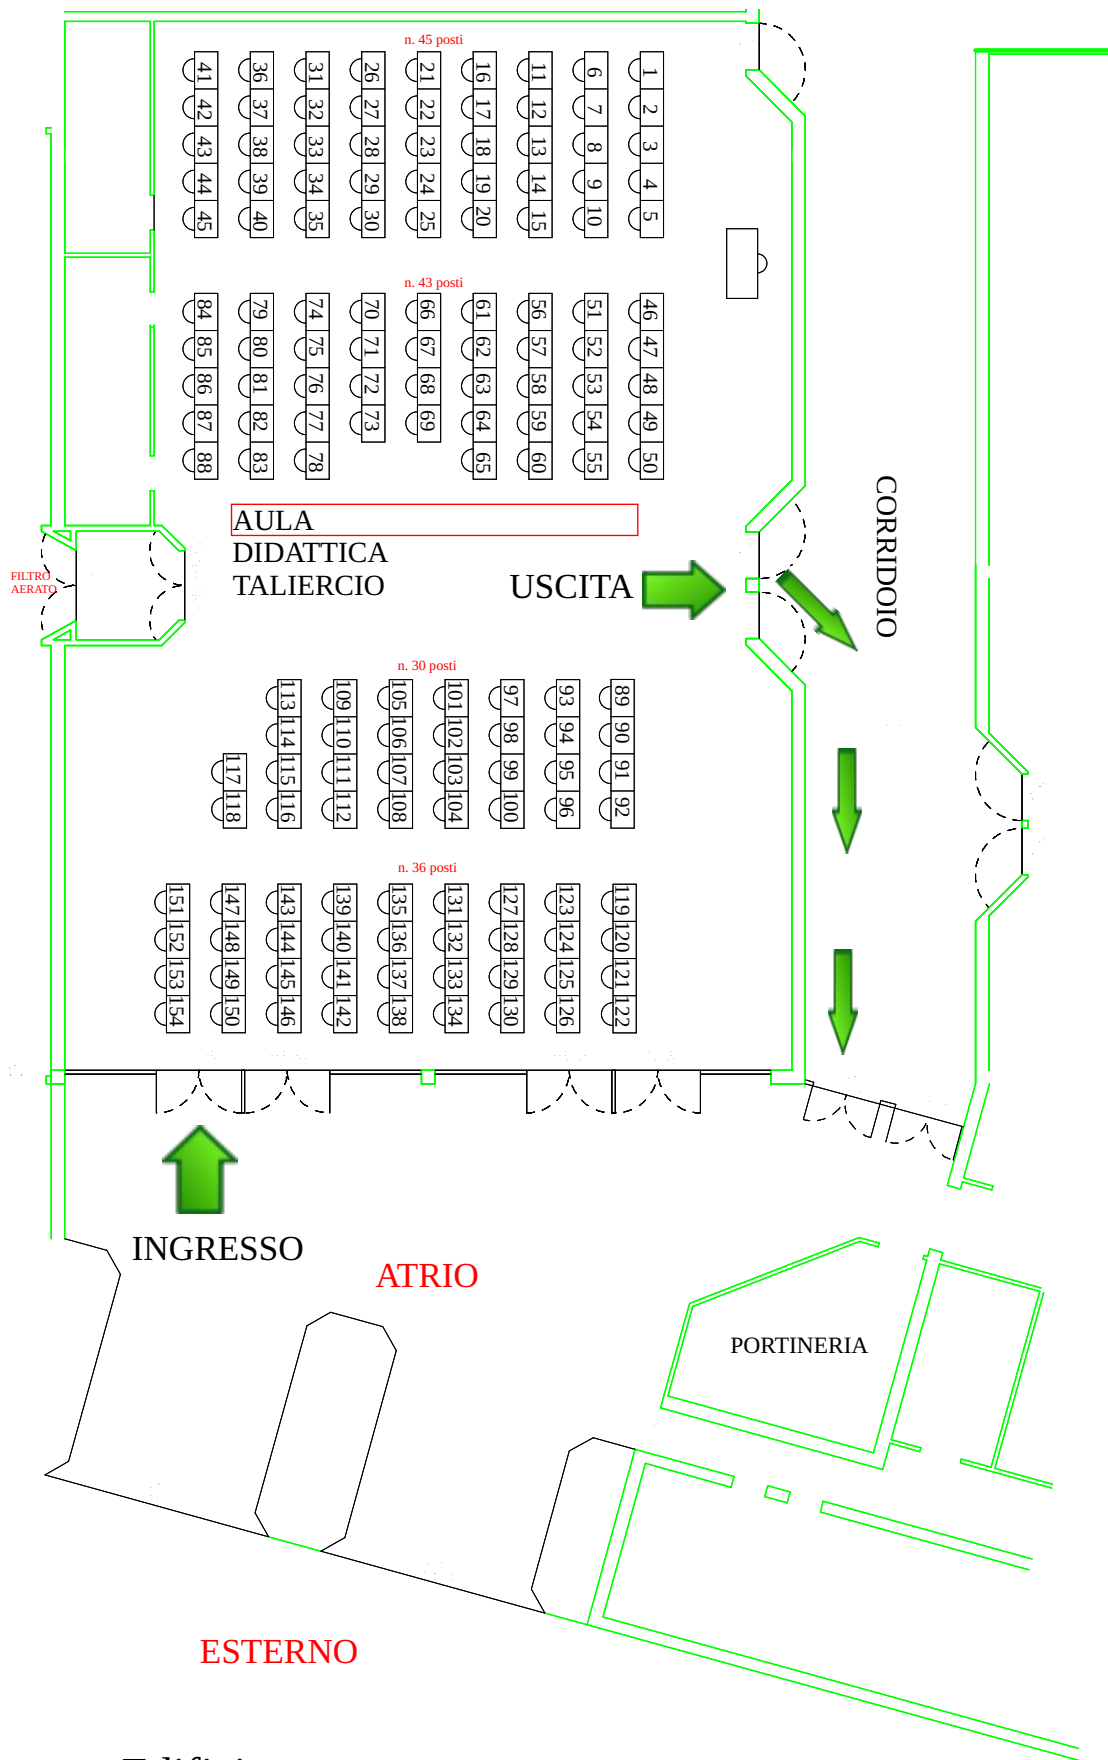 n. 45 posti
41 36 31 26 21 16 11 6 1
42 37 32 27 22 17 12 7 2
43 38 33 28 23 18 13 8 3
44 39 34 29 24 19 14 9 4
45 40 35 30 25 20 15 10 5
n. 43 posti
84 79 74 70 66 61 56 51 46
85 80 75 71 67 62 57 52 47
86 81 76 72 68 63 58 53 48
87 82 77 73 69 64 59 54 49
88 83 78 65 60 55 50
AULA
DIDATTICA
TALIERCIO
USCITA
CORRIDOIO
FILTRO
AERATO
n. 30 posti
113 109 105 101 97 93 89
114 110 106 102 98 94 90
117 115 111 107 103 99 95 91
118 116 112 108 104 100 96 92
n. 36 posti
151 147 143 139 135 131 127 123 119
152 148 144 140 136 132 128 124 120
153 149 145 141 137 133 129 125 121
154 150 146 142 138 134 130 126 122
INGRESSO
ATRIO
PORTINERIA
ESTERNO